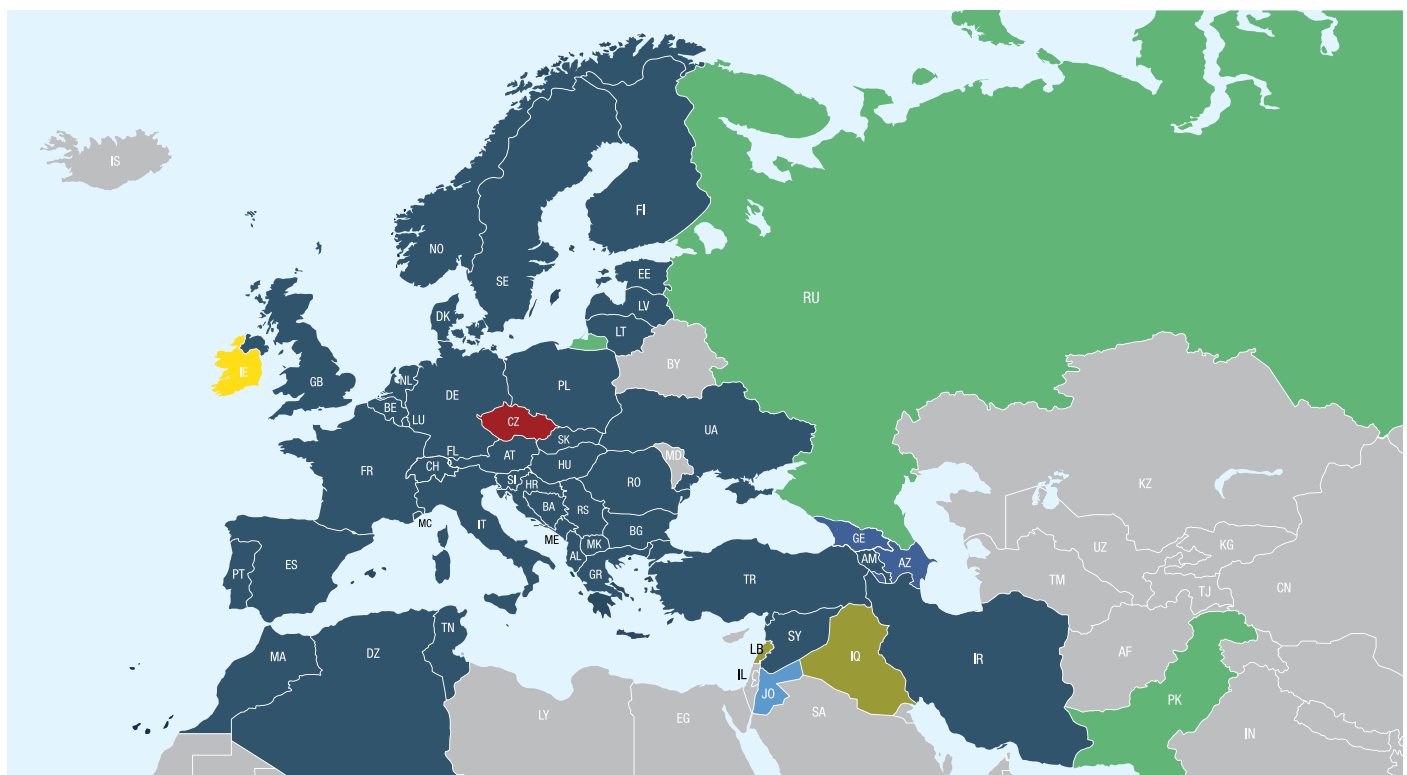 IS
FI
NO
SE
EE
RU
LV
DK
LT
IE
BY
NL
GB
DE
PL
BE
LU
CZ
UA
SK
FL
AT
MD
CH
HU
FR
SI
HR
RO
KZ
BA
RS
MC
IT
BG
ME
GE
MK
KG
UZ
AL
AM
AZ
ES
PT
GR
TR
TM
CN
TJ
TN
SY
MA
DZ
LB
IQ
AF
IR
IL
JO
PK
LY
EG
SA
IN